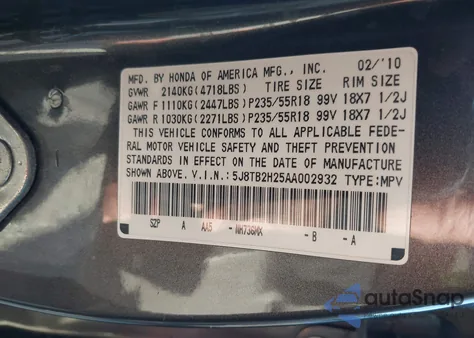 MFD. BY HONDA OF AMERICA MFG., INC. 02/'10
GVWR 2140KG(4718LBS) TIRE SIZE RIM SIZE
GAWR F 1110KG(2447LBS)P235/55R18 99V 18X7 1/2J
GAWR R 1030KG(2271LBS)P235/55R18 99V 18X7 1/2J
THIS VEHICLE CONFORMS TO ALL APPLICABLE FEDE-
RAL MOTOR VEHICLE SAFETY AND THEFT PREVENTION
STANDARDS IN EFFECT ON THE DATE OF MANUFACTURE
SHOWN ABOVE. V.I.N.:5J8TB2H25AA002932 TYPE:MPV
SZP A AA5 - NH736MX - B - A
autoSnap